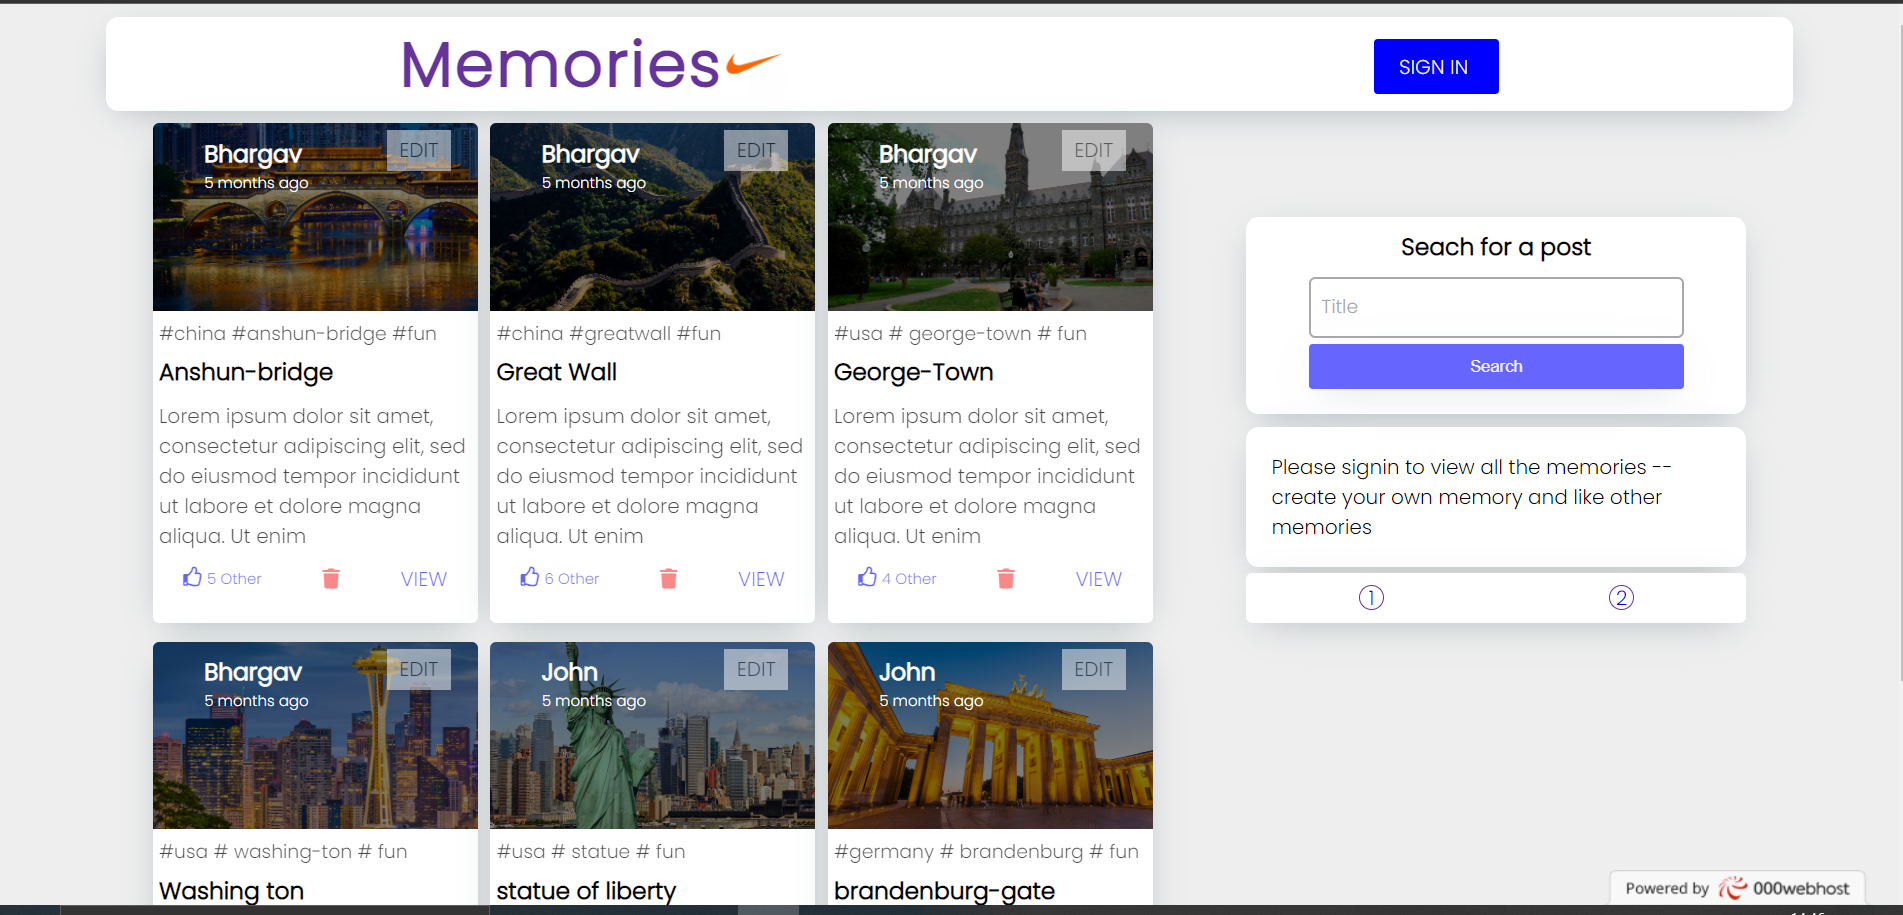 Memories
SIGN IN
Bhargav
EDIT
5 months ago
#china #anshun-bridge #fun
Anshun-bridge
Lorem ipsum dolor sit amet,
consectetur adipiscing elit, sed
do eiusmod tempor incididunt
ut labore et dolore magna
aliqua. Ut enim
5 Other
VIEW
Bhargav
EDIT
5 months ago
#china #greatwall #fun
Great Wall
Lorem ipsum dolor sit amet,
consectetur adipiscing elit, sed
do eiusmod tempor incididunt
ut labore et dolore magna
aliqua. Ut enim
6 Other
VIEW
Bhargav
EDIT
5 months ago
#usa # george-town # fun
George-Town
Lorem ipsum dolor sit amet,
consectetur adipiscing elit, sed
do eiusmod tempor incididunt
ut labore et dolore magna
aliqua. Ut enim
4 Other
VIEW
Bhargav
EDIT
5 months ago
#usa # washing-ton # fun
Washing ton
John
EDIT
5 months ago
#usa # statue # fun
statue of liberty
John
EDIT
5 months ago
#germany # brandenburg # fun
brandenburg-gate
Seach for a post
Title
Search
Please signin to view all the memories --
create your own memory and like other
memories
① ②
Powered by 000webhost